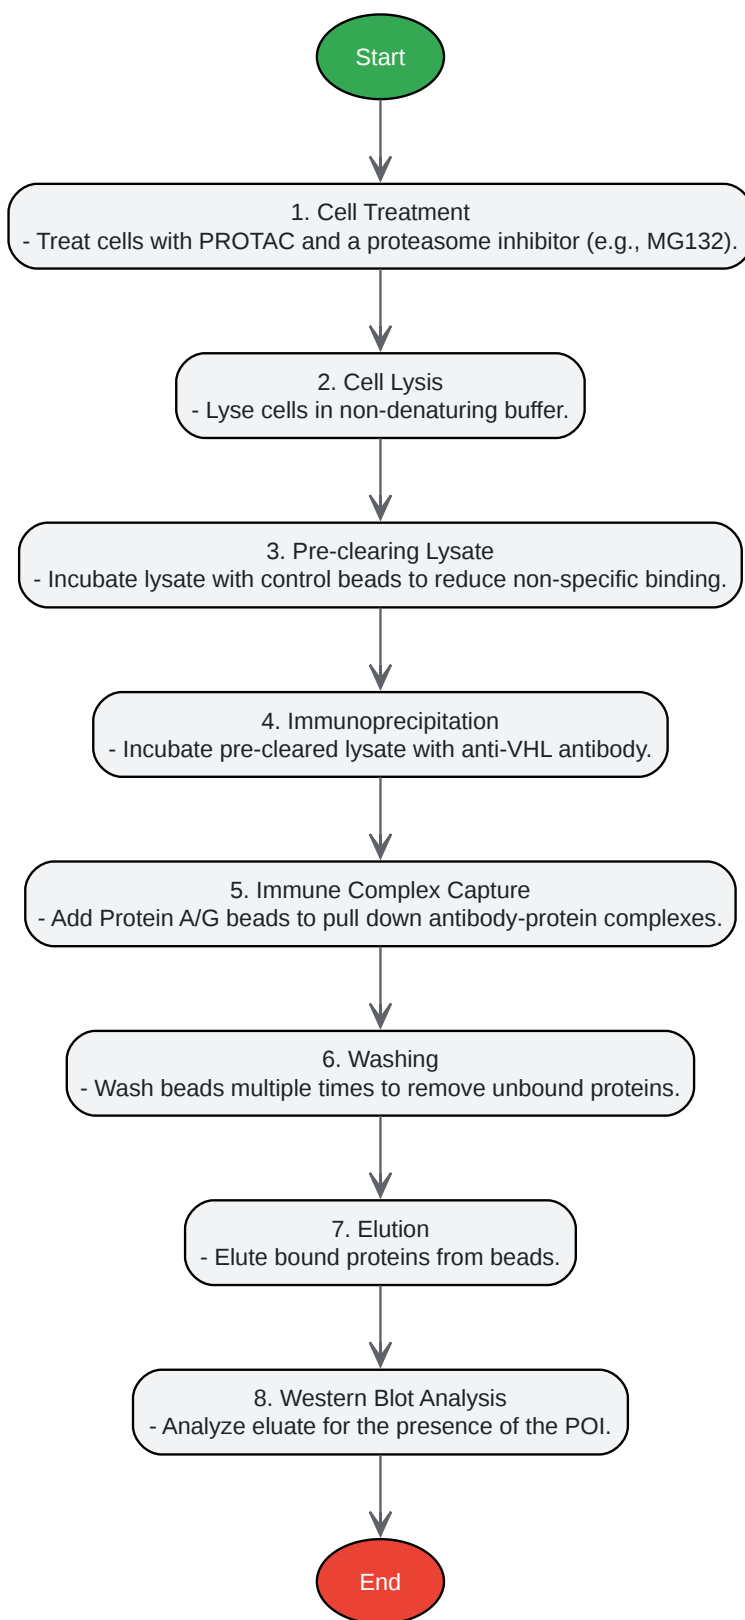 Start
1. Cell Treatment
- Treat cells with PROTAC and a proteasome inhibitor (e.g., MG132).
2. Cell Lysis
- Lyse cells in non-denaturing buffer.
3. Pre-clearing Lysate
- Incubate lysate with control beads to reduce non-specific binding.
4. Immunoprecipitation
- Incubate pre-cleared lysate with anti-VHL antibody.
5. Immune Complex Capture
- Add Protein A/G beads to pull down antibody-protein complexes.
6. Washing
- Wash beads multiple times to remove unbound proteins.
7. Elution
- Elute bound proteins from beads.
8. Western Blot Analysis
- Analyze eluate for the presence of the POI.
End